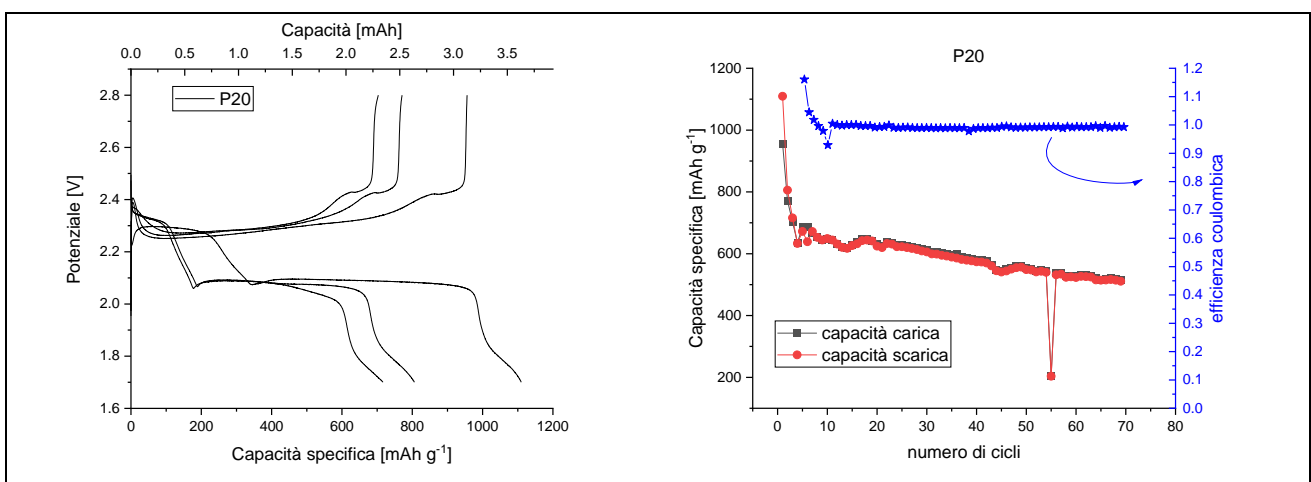 Capacità [mAh]
0.0 0.5 1.0 1.5 2.0 2.5 3.0 3.5
P20
2.8
2.6
2.4
2.2
2.0
1.8
1.6
Potenziale [V]
0 200 400 600 800 1000 1200
Capacità specifica [mAh g-1]
P20
1200
1000
800
600
400
200
Capacità specifica [mAh g-1]
capacità carica
capacità scarica
1.2
1.1
1.0
0.9
0.8
0.7
0.6
0.5
0.4
0.3
0.2
0.1
0.0
efficienza coulombica
0 10 20 30 40 50 60 70 80
numero di cicli